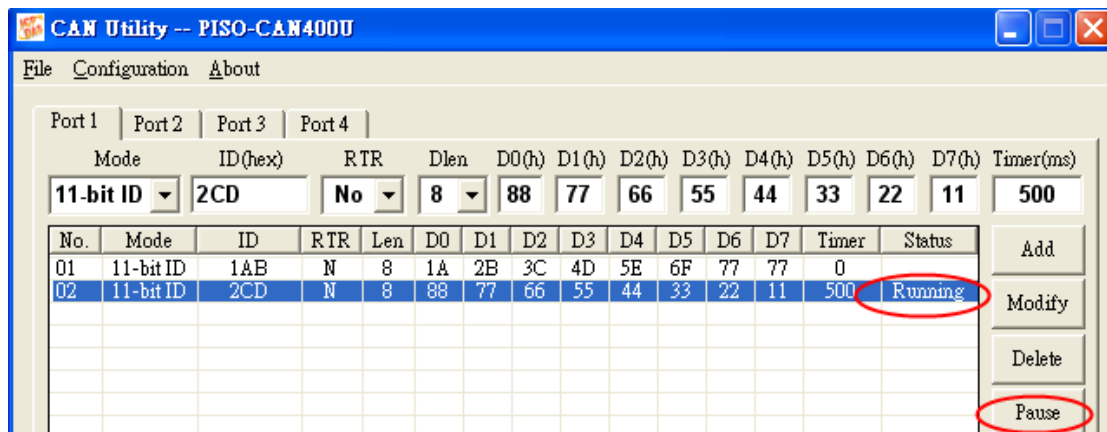 CAN Utility -- PISO-CAN400U
File Configuration About
Port 1 Port 2 Port 3 Port 4
Mode ID(hex) RTR Dlen D0(h) D1(h) D2(h) D3(h) D4(h) D5(h) D6(h) D7(h) Timer(ms)
11-bit ID 2CD No 8 88 77 66 55 44 33 22 11 500
No. Mode ID RTR Len D0 D1 D2 D3 D4 D5 D6 D7 Timer Status
01 11-bit ID 1AB N 8 1A 2B 3C 4D 5E 6F 77 77 0
02 11-bit ID 2CD N 8 88 77 66 55 44 33 22 11 500 Running
Add
Modify
Delete
Pause